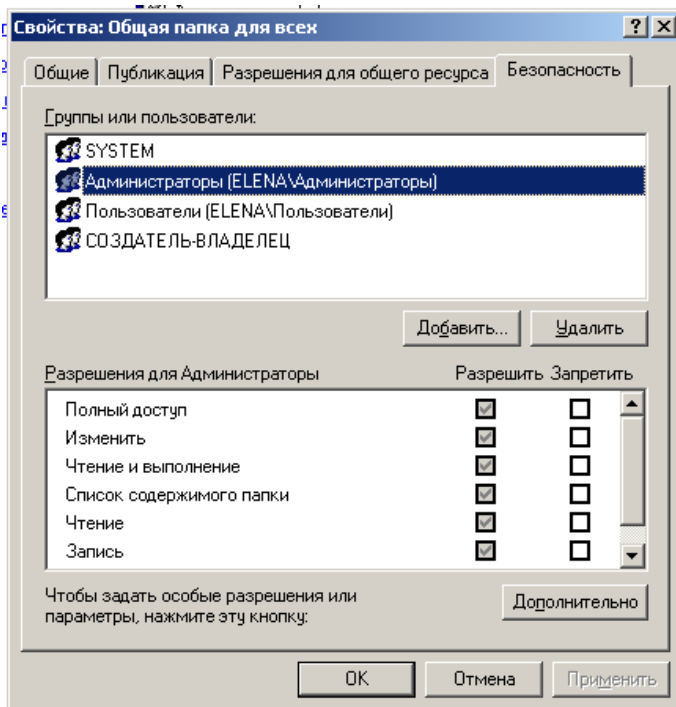 Свойства: Общая папка для всех
Общие Публикация Разрешения для общего ресурса Безопасность
Группы или пользователи:
SYSTEM
Администраторы (ELENA\Администраторы)
Пользователи (ELENA\Пользователи)
СОЗДАТЕЛЬ-ВЛАДЕЛЕЦ
Добавить... Удалить
Разрешения для Администраторы Разрешить Запретить
Полный доступ
Изменить
Чтение и выполнение
Список содержимого папки
Чтение
Запись
Чтобы задать особые разрешения или
параметры, нажмите эту кнопку:
Дополнительно
OK Отмена Применить